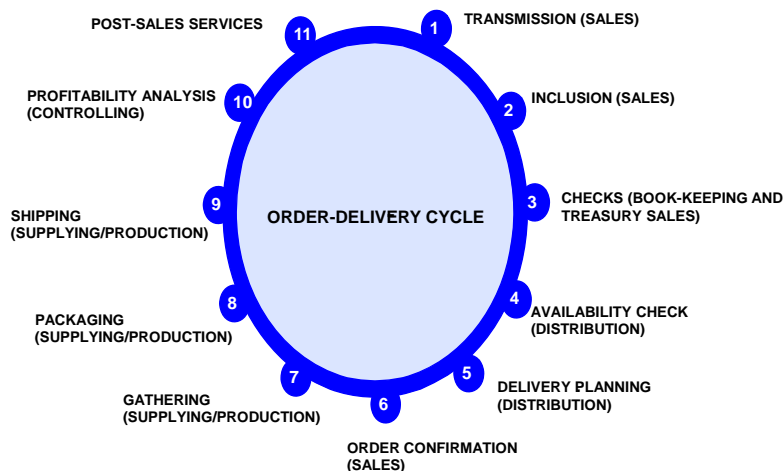 POST-SALES SERVICES
11
1
TRANSMISSION (SALES)
PROFITABILITY ANALYSIS
(CONTROLLING)
10
2
INCLUSION (SALES)
SHIPPING
(SUPPLYING/PRODUCTION)
9
ORDER-DELIVERY CYCLE
3
CHECKS (BOOK-KEEPING AND
TREASURY SALES)
PACKAGING
(SUPPLYING/PRODUCTION)
8
4
AVAILABILITY CHECK
(DISTRIBUTION)
GATHERING
(SUPPLYING/PRODUCTION)
7
5
DELIVERY PLANNING
(DISTRIBUTION)
6
ORDER CONFIRMATION
(SALES)